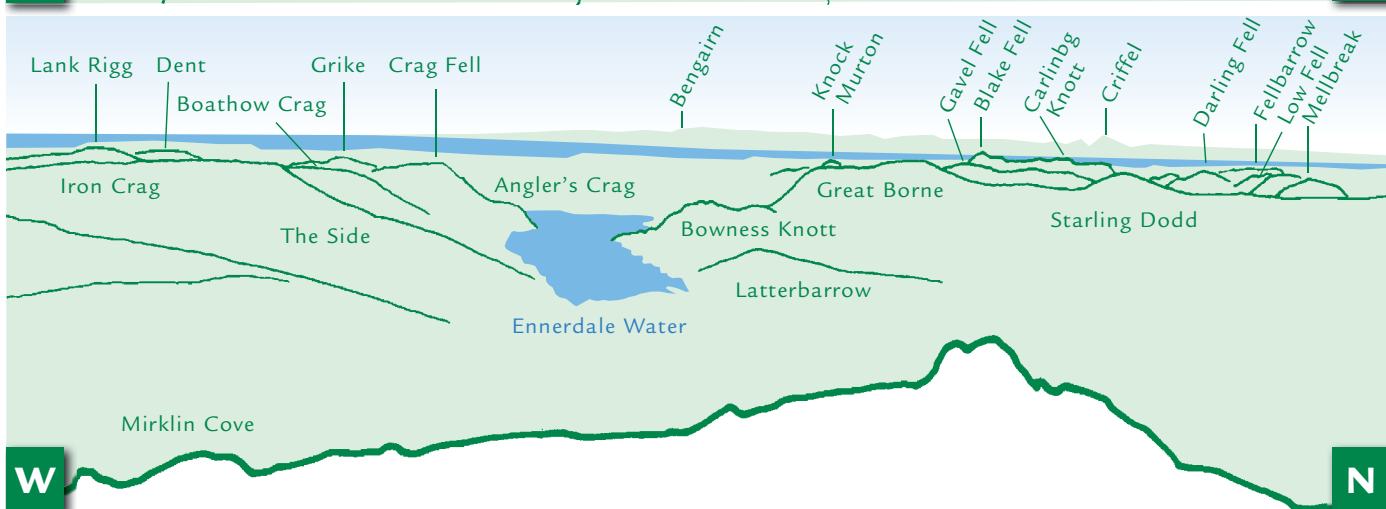 Lank Rigg
Dent
Boathow Crag
Grike
Crag Fell
Bengairn
Knock
Murton
Gavel Fell
Blake Fell
Carlinbg
Knott
Criffel
Darling Fell
Fellbarrow
Low Fell
Mellbreak
Iron Crag
Angler's Crag
Great Borne
The Side
Bowness Knott
Starling Dodd
Latterbarrow
Ennerdale Water
Mirklin Cove
W
N